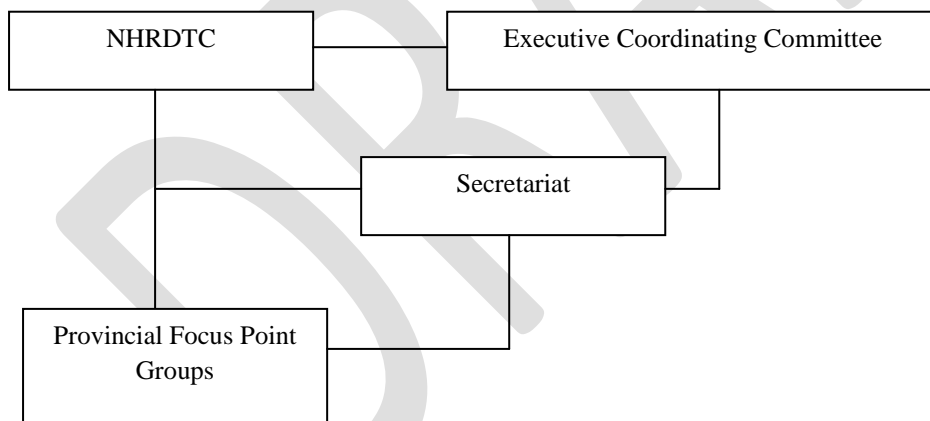 NHRDTC
Executive Coordinating Committee
Secretariat
Provincial Focus Point
Groups